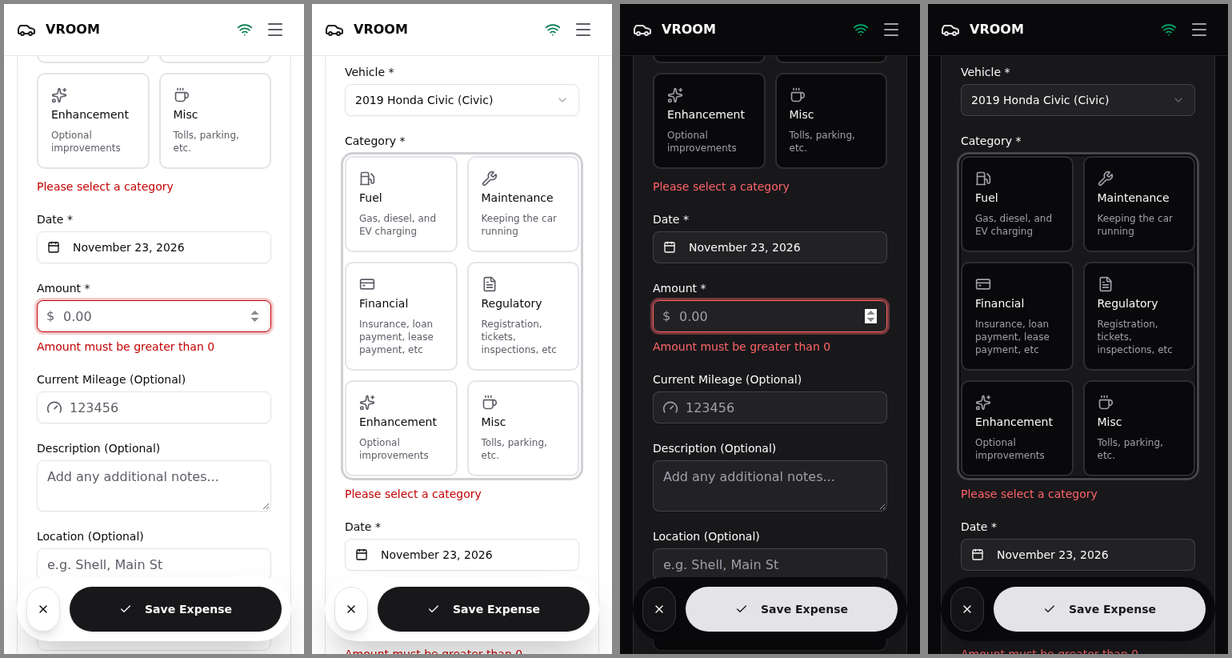 VROOM
Enhancement
Optional
improvements
Misc
Tolls, parking,
etc.
Please select a category
Date *
November 23, 2026
Amount *
$ 0.00
Amount must be greater than 0
Current Mileage (Optional)
123456
Description (Optional)
Add any additional notes...
Location (Optional)
e.g. Shell, Main St
Save Expense
VROOM
Vehicle *
2019 Honda Civic (Civic)
Category *
Fuel
Gas, diesel, and
EV charging
Maintenance
Keeping the car
running
Financial
Insurance, loan
payment, lease
payment, etc
Regulatory
Registration,
tickets,
inspections, etc
Enhancement
Optional
improvements
Misc
Tolls, parking,
etc.
Please select a category
Date *
November 23, 2026
Save Expense
Amount must be greater than 0
VROOM
Enhancement
Optional
improvements
Misc
Tolls, parking,
etc.
Please select a category
Date *
November 23, 2026
Amount *
$ 0.00
Amount must be greater than 0
Current Mileage (Optional)
123456
Description (Optional)
Add any additional notes...
Location (Optional)
e.g. Shell, Main St
Save Expense
VROOM
Vehicle *
2019 Honda Civic (Civic)
Category *
Fuel
Gas, diesel, and
EV charging
Maintenance
Keeping the car
running
Financial
Insurance, loan
payment, lease
payment, etc
Regulatory
Registration,
tickets,
inspections, etc
Enhancement
Optional
improvements
Misc
Tolls, parking,
etc.
Please select a category
Date *
November 23, 2026
Save Expense
Amount must be greater than 0